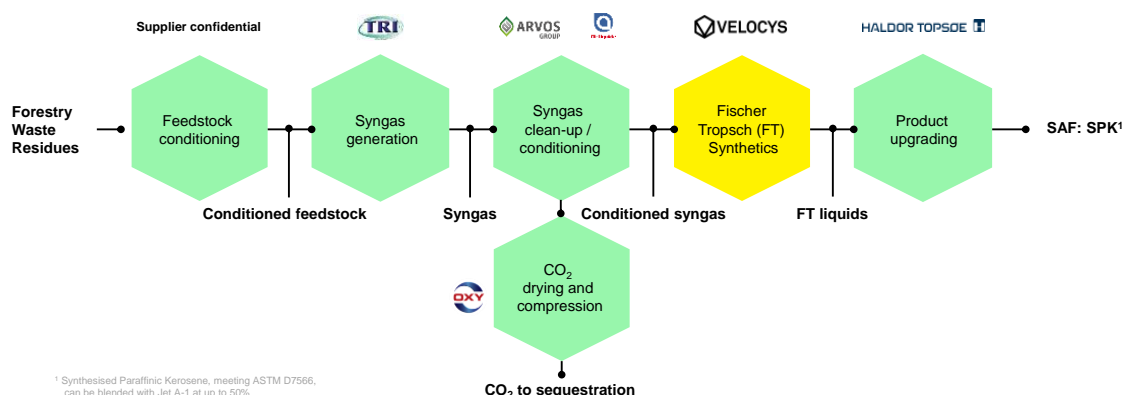 Supplier confidential
TRI
ARVOS
GROUP
VELOCYS
HALDOR TOPSØE
Forestry
Waste
Residues
Feedstock
conditioning
Syngas
generation
Syngas
clean-up /
conditioning
Fischer
Tropsch (FT)
Synthetics
Product
upgrading
SAF: SPK¹
Conditioned feedstock
Syngas
Conditioned syngas
FT liquids
OXY
CO₂
drying and
compression
¹ Synthesised Paraffinic Kerosene, meeting ASTM D7566,
can be blended with Jet A-1 at up to 50%
CO₂ to sequestration